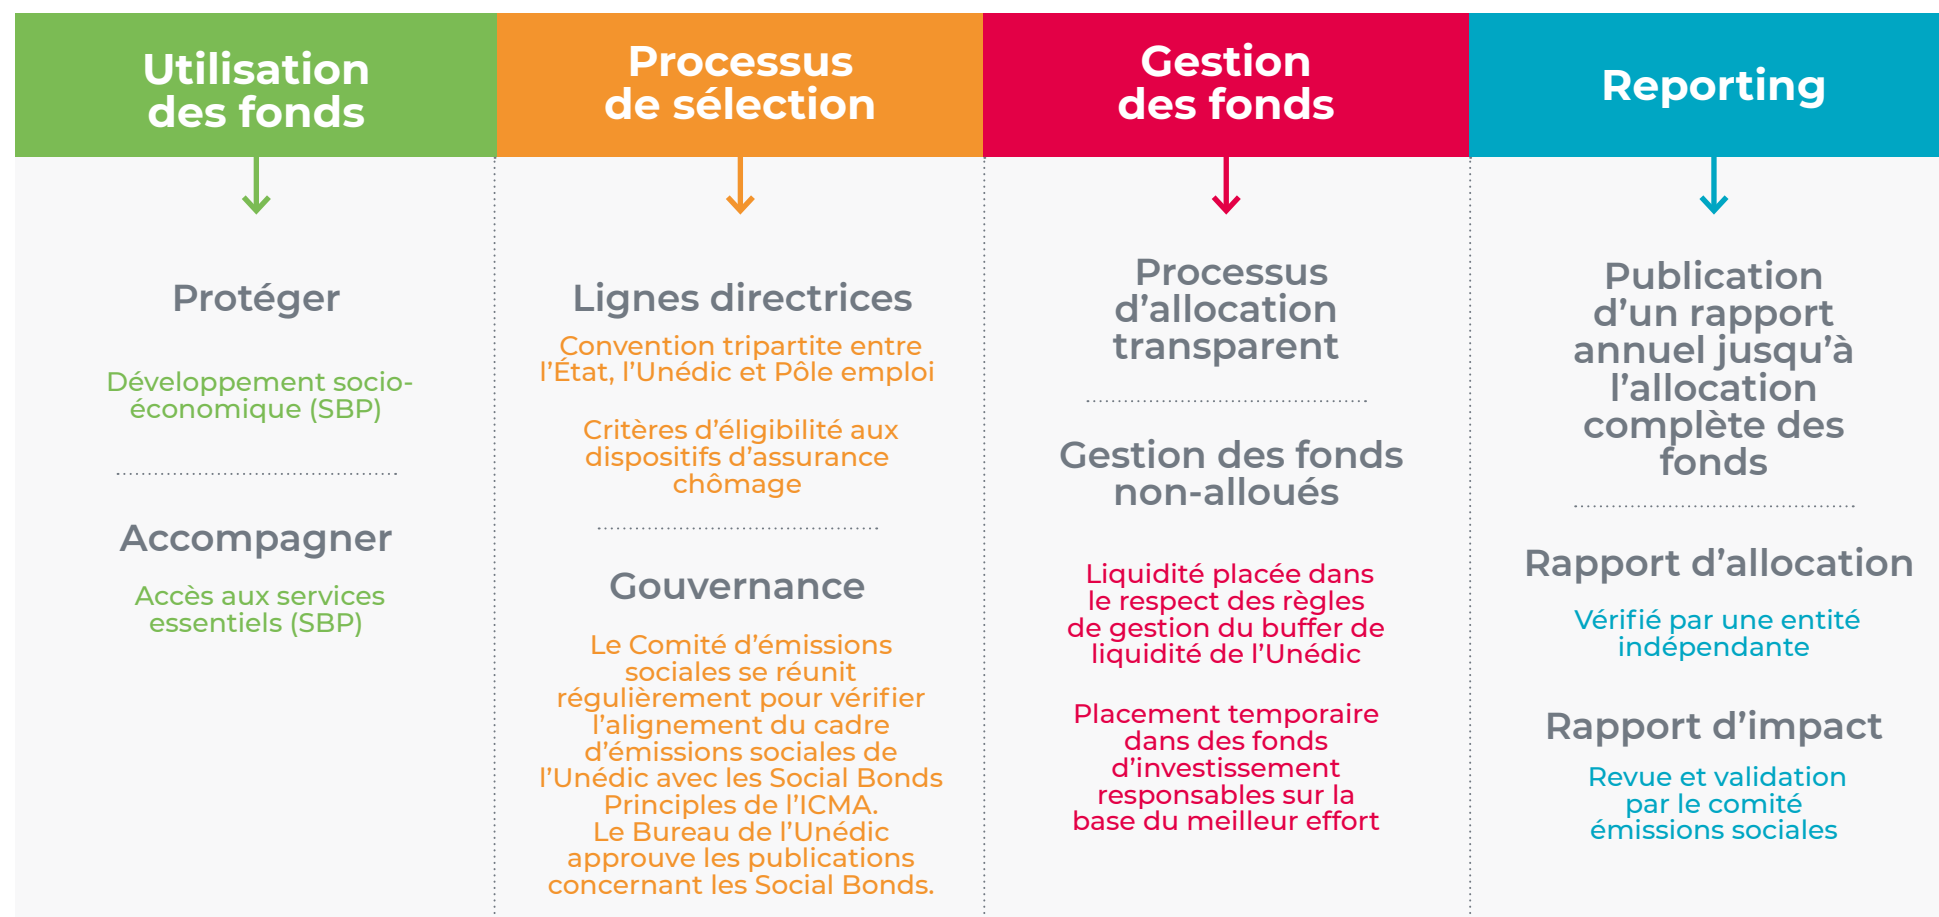 Utilisation
des fonds
Protéger
Développement socio-
économique (SBP)
Accompagner
Accès aux services
essentiels (SBP)
Processus
de sélection
Lignes directrices
Convention tripartite entre
l’État, l’Unédic et Pôle emploi
Critères d’éligibilité aux
dispositifs d’assurance
chômage
Gouvernance
Le Comité d’émissions
sociales se réunit
régulièrement pour vérifier
l’alignement du cadre
d’émissions sociales de
l’Unédic avec les Social Bonds
Principles de l’ICMA.
Le Bureau de l’Unédic
approuve les publications
concernant les Social Bonds.
Gestion
des fonds
Processus
d’allocation
transparent
Gestion des fonds
non-alloués
Liquidité placée dans
le respect des règles
de gestion du buffer de
liquidité de l’Unédic
Placement temporaire
dans des fonds
d’investissement
responsables sur la
base du meilleur effort
Reporting
Publication
d’un rapport
annuel jusqu’à
l’allocation
complète des
fonds
Rapport d’allocation
Vérifié par une entité
indépendante
Rapport d’impact
Revue et validation
par le comité
émissions sociales